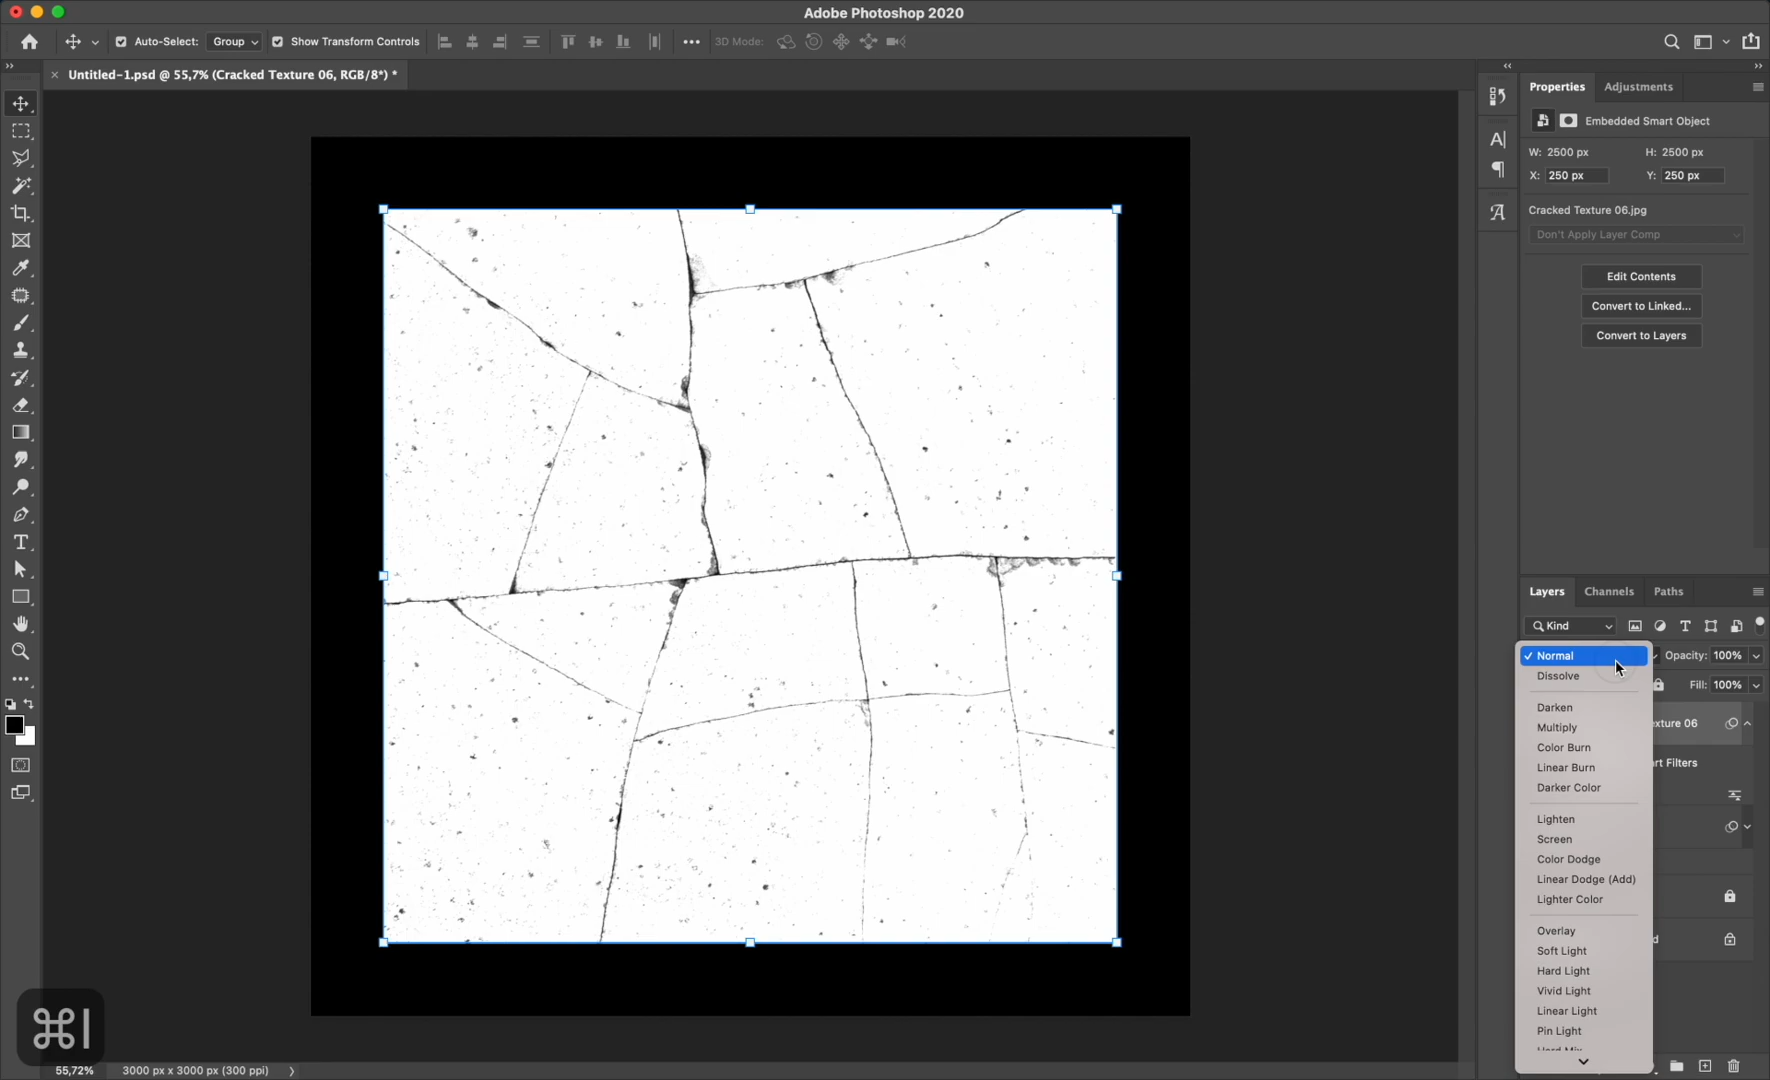 Adobe Photoshop 2020
Auto-Select: Group Show Transform Controls 3D Mode:
Untitled-1.psd @ 55,7% (Cracked Texture 06, RGB/8*) *
Properties Adjustments
Embedded Smart Object
W: 2500 px H: 2500 px
X: 250 px Y: 250 px
Cracked Texture 06.jpg
Don't Apply Layer Comp
Edit Contents
Convert to Linked...
Convert to Layers
Layers Channels Paths
Kind
Normal Opacity: 100%
Dissolve Fill: 100%
Darken
Multiply xture 06
Color Burn
Linear Burn rt Filters
Darker Color
Lighten
Screen
Color Dodge
Linear Dodge (Add)
Lighter Color
Overlay
Soft Light
Hard Light
Vivid Light
Linear Light
Pin Light
Hard Mix
⌘I
55,72% 3000 px x 3000 px (300 ppi)